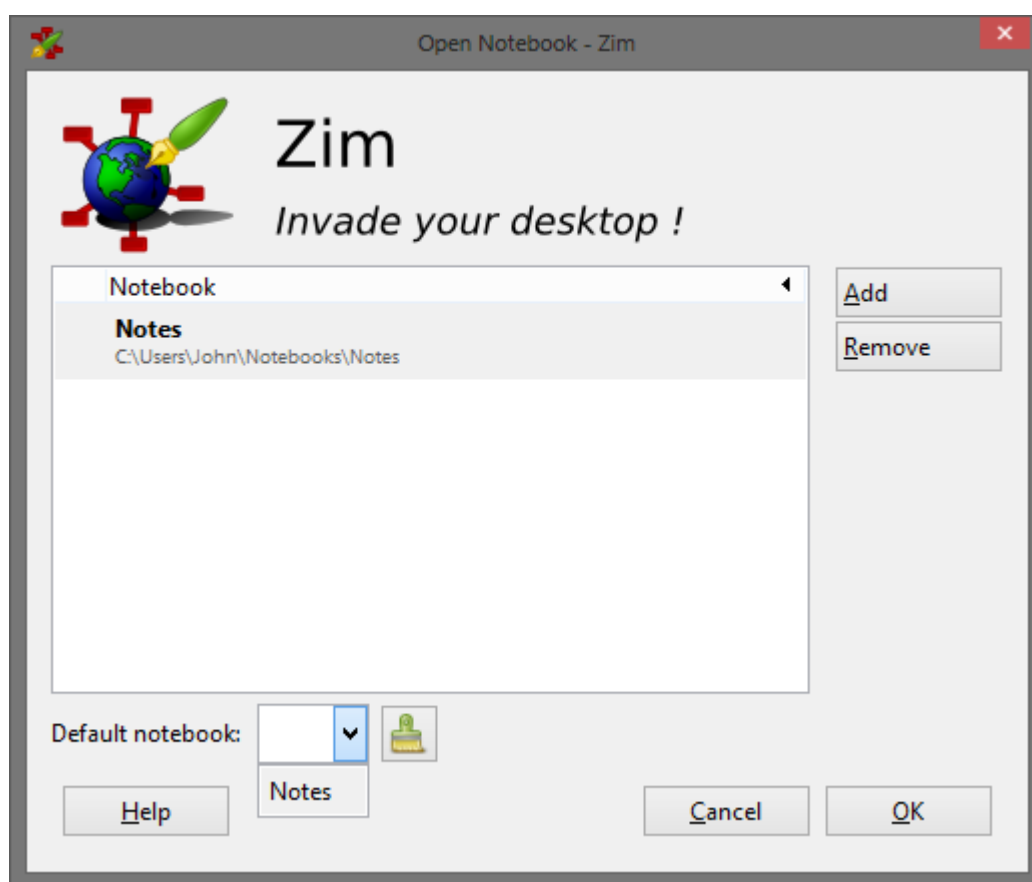 Open Notebook - Zim
Zim
Invade your desktop !
Notebook
Add
Notes
C:\Users\John\Notebooks\Notes
Remove
Default notebook:
Notes
Help
Cancel
OK